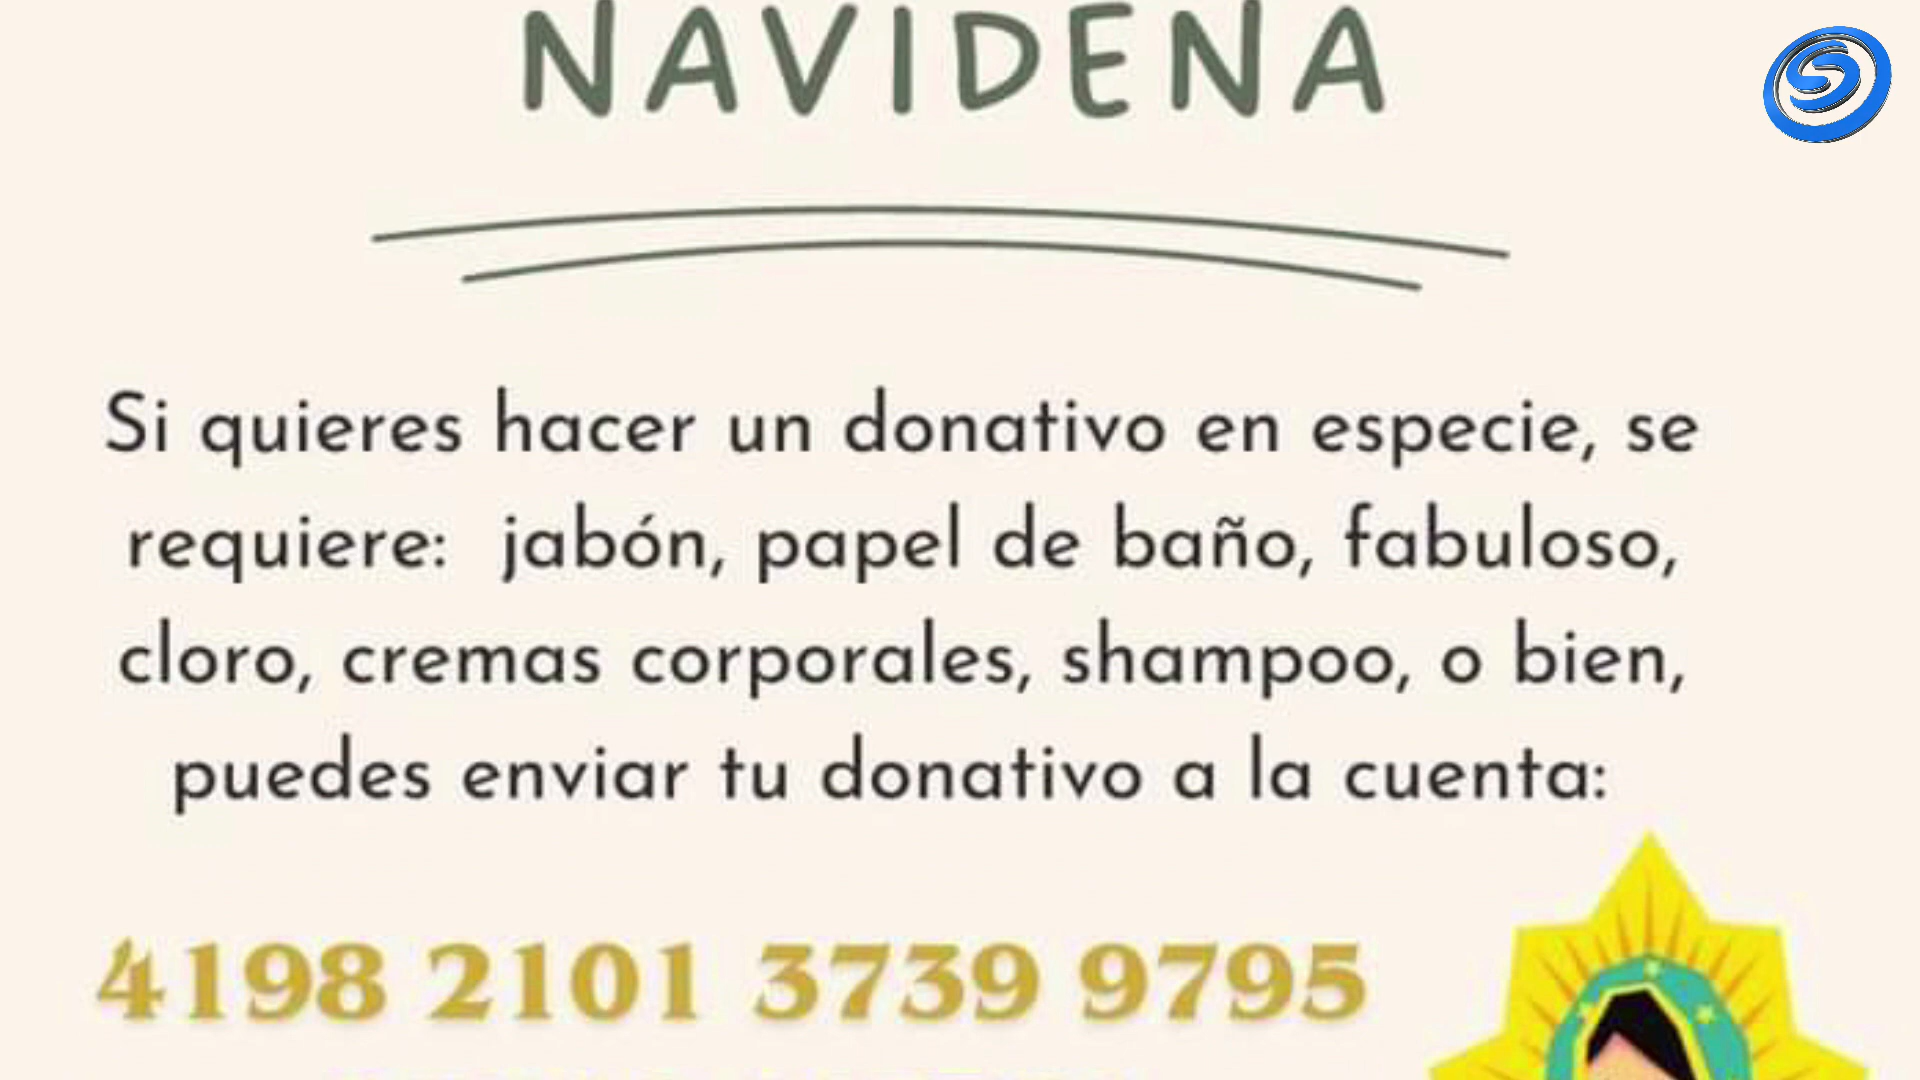 NAVIDEÑA
Si quieres hacer un donativo en especie, se
requiere: jabón, papel de baño, fabuloso,
cloro, cremas corporales, shampoo, o bien,
puedes enviar tu donativo a la cuenta:
4198 2101 3739 9795